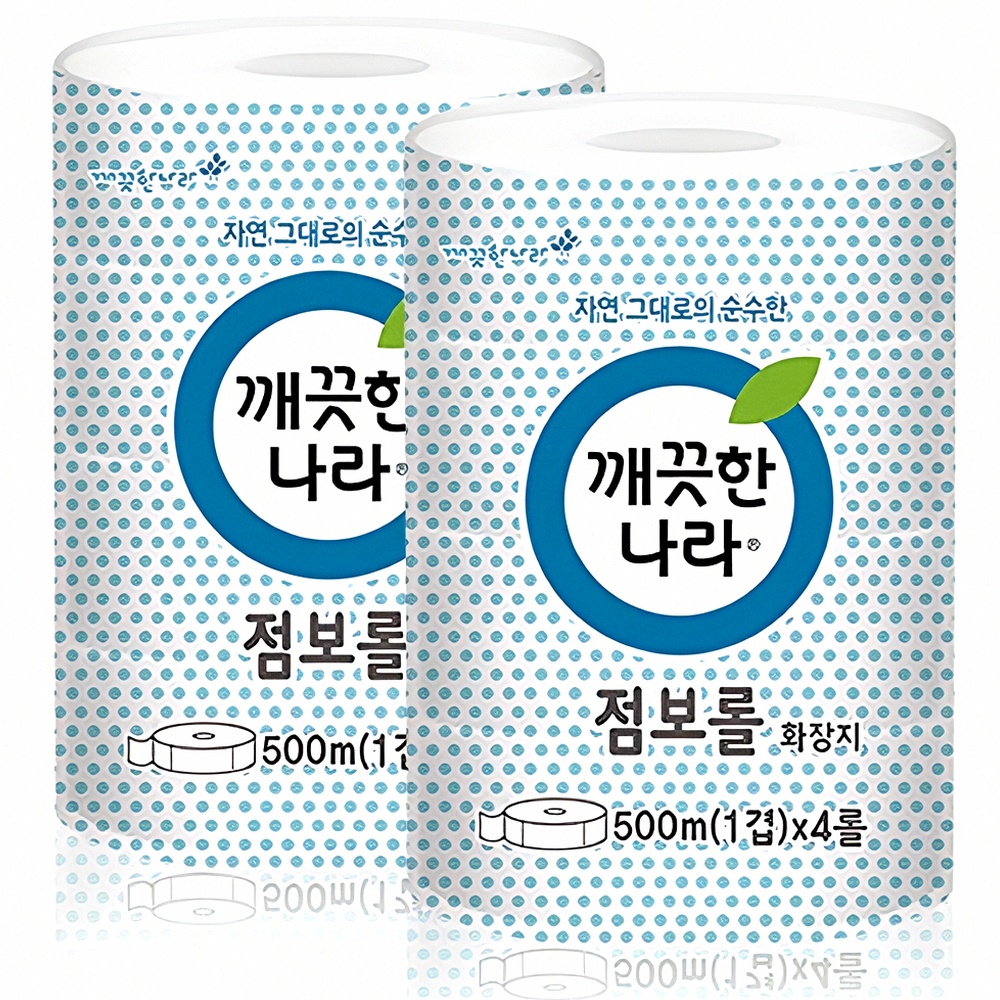 깨끗한나라
자연 그대로의 순수
깨끗한
나라
점보롤
500m(1겹
깨끗한나라
자연 그대로의 순수한
깨끗한
나라®
점보롤 화장지
500m(1겹)x4롤